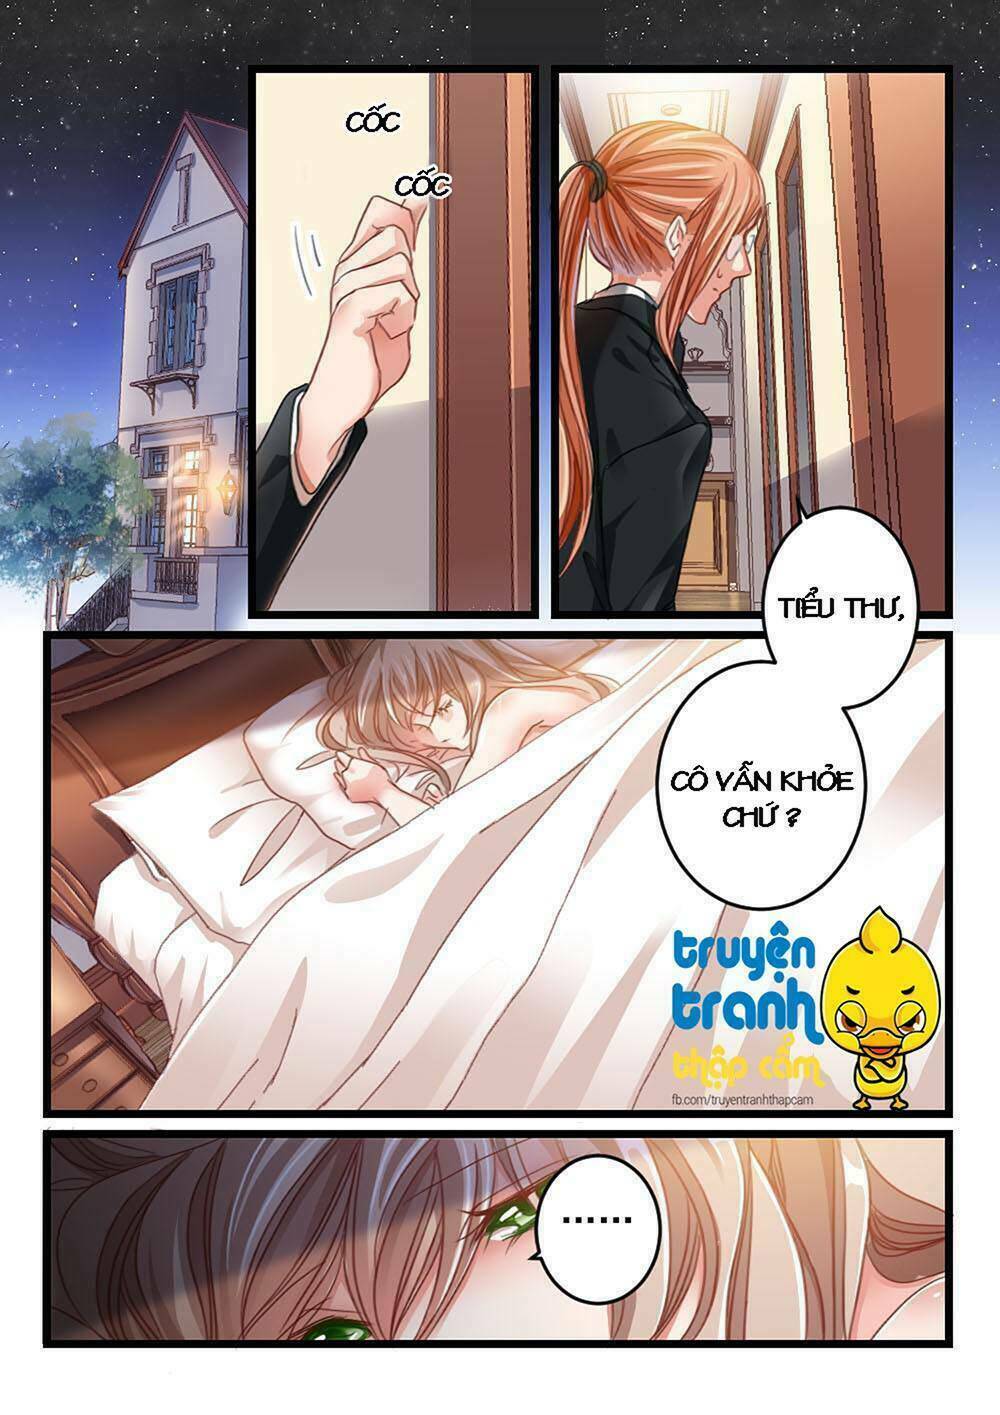 CỐC
CỐC
TIỂU THƯ,
CÔ VẪN KHỎE
CHỨ ?
truyện
tranh
thập cẩm
fb.com/truyentranhthapcam
......